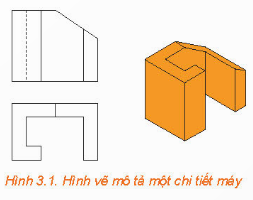 Hình 3.1. Hình vẽ mô tả một chi tiết máy